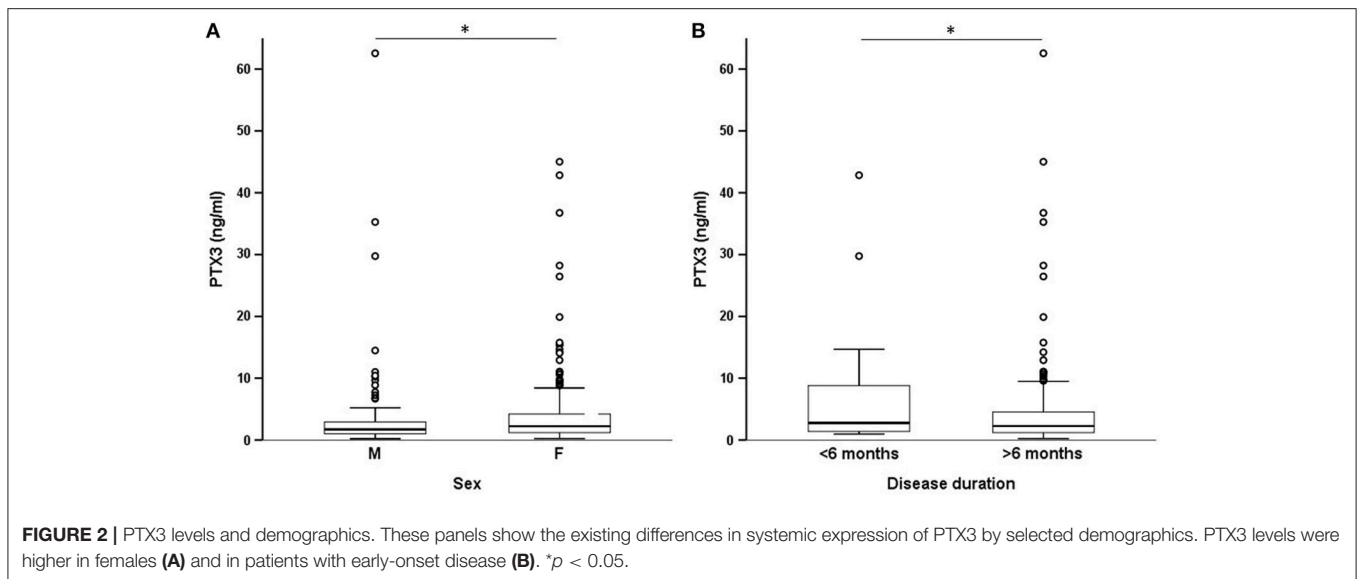 A
*
60
50
40
30
20
10
0
PTX3 (ng/ml)
M
F
Sex
B
*
60
50
40
30
20
10
0
PTX3 (ng/ml)
<6 months
>6 months
Disease duration
FIGURE 2 | PTX3 levels and demographics. These panels show the existing differences in systemic expression of PTX3 by selected demographics. PTX3 levels were
higher in females (A) and in patients with early-onset disease (B). *p < 0.05.